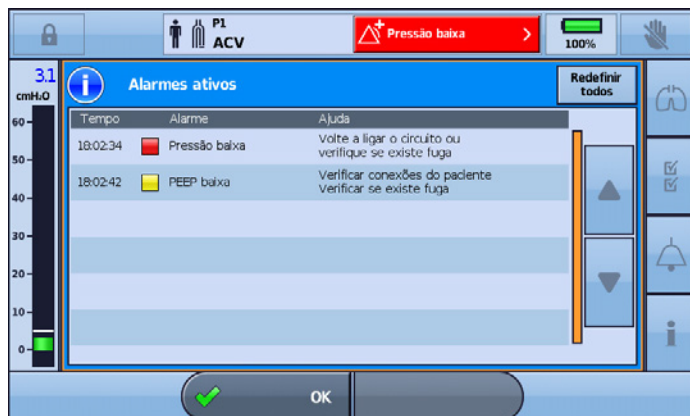 P1
ACV
Pressão baixa
100%
3.1
cmH₂O
60
50
40
30
20
10
0
Alarmes ativos
Redefinir
todos
Tempo Alarme Ajuda
18:02:34 Pressão baixa Volte a ligar o circuito ou
verifique se existe fuga
18:02:42 PEEP baixa Verificar conexões do paciente
Verificar se existe fuga
OK